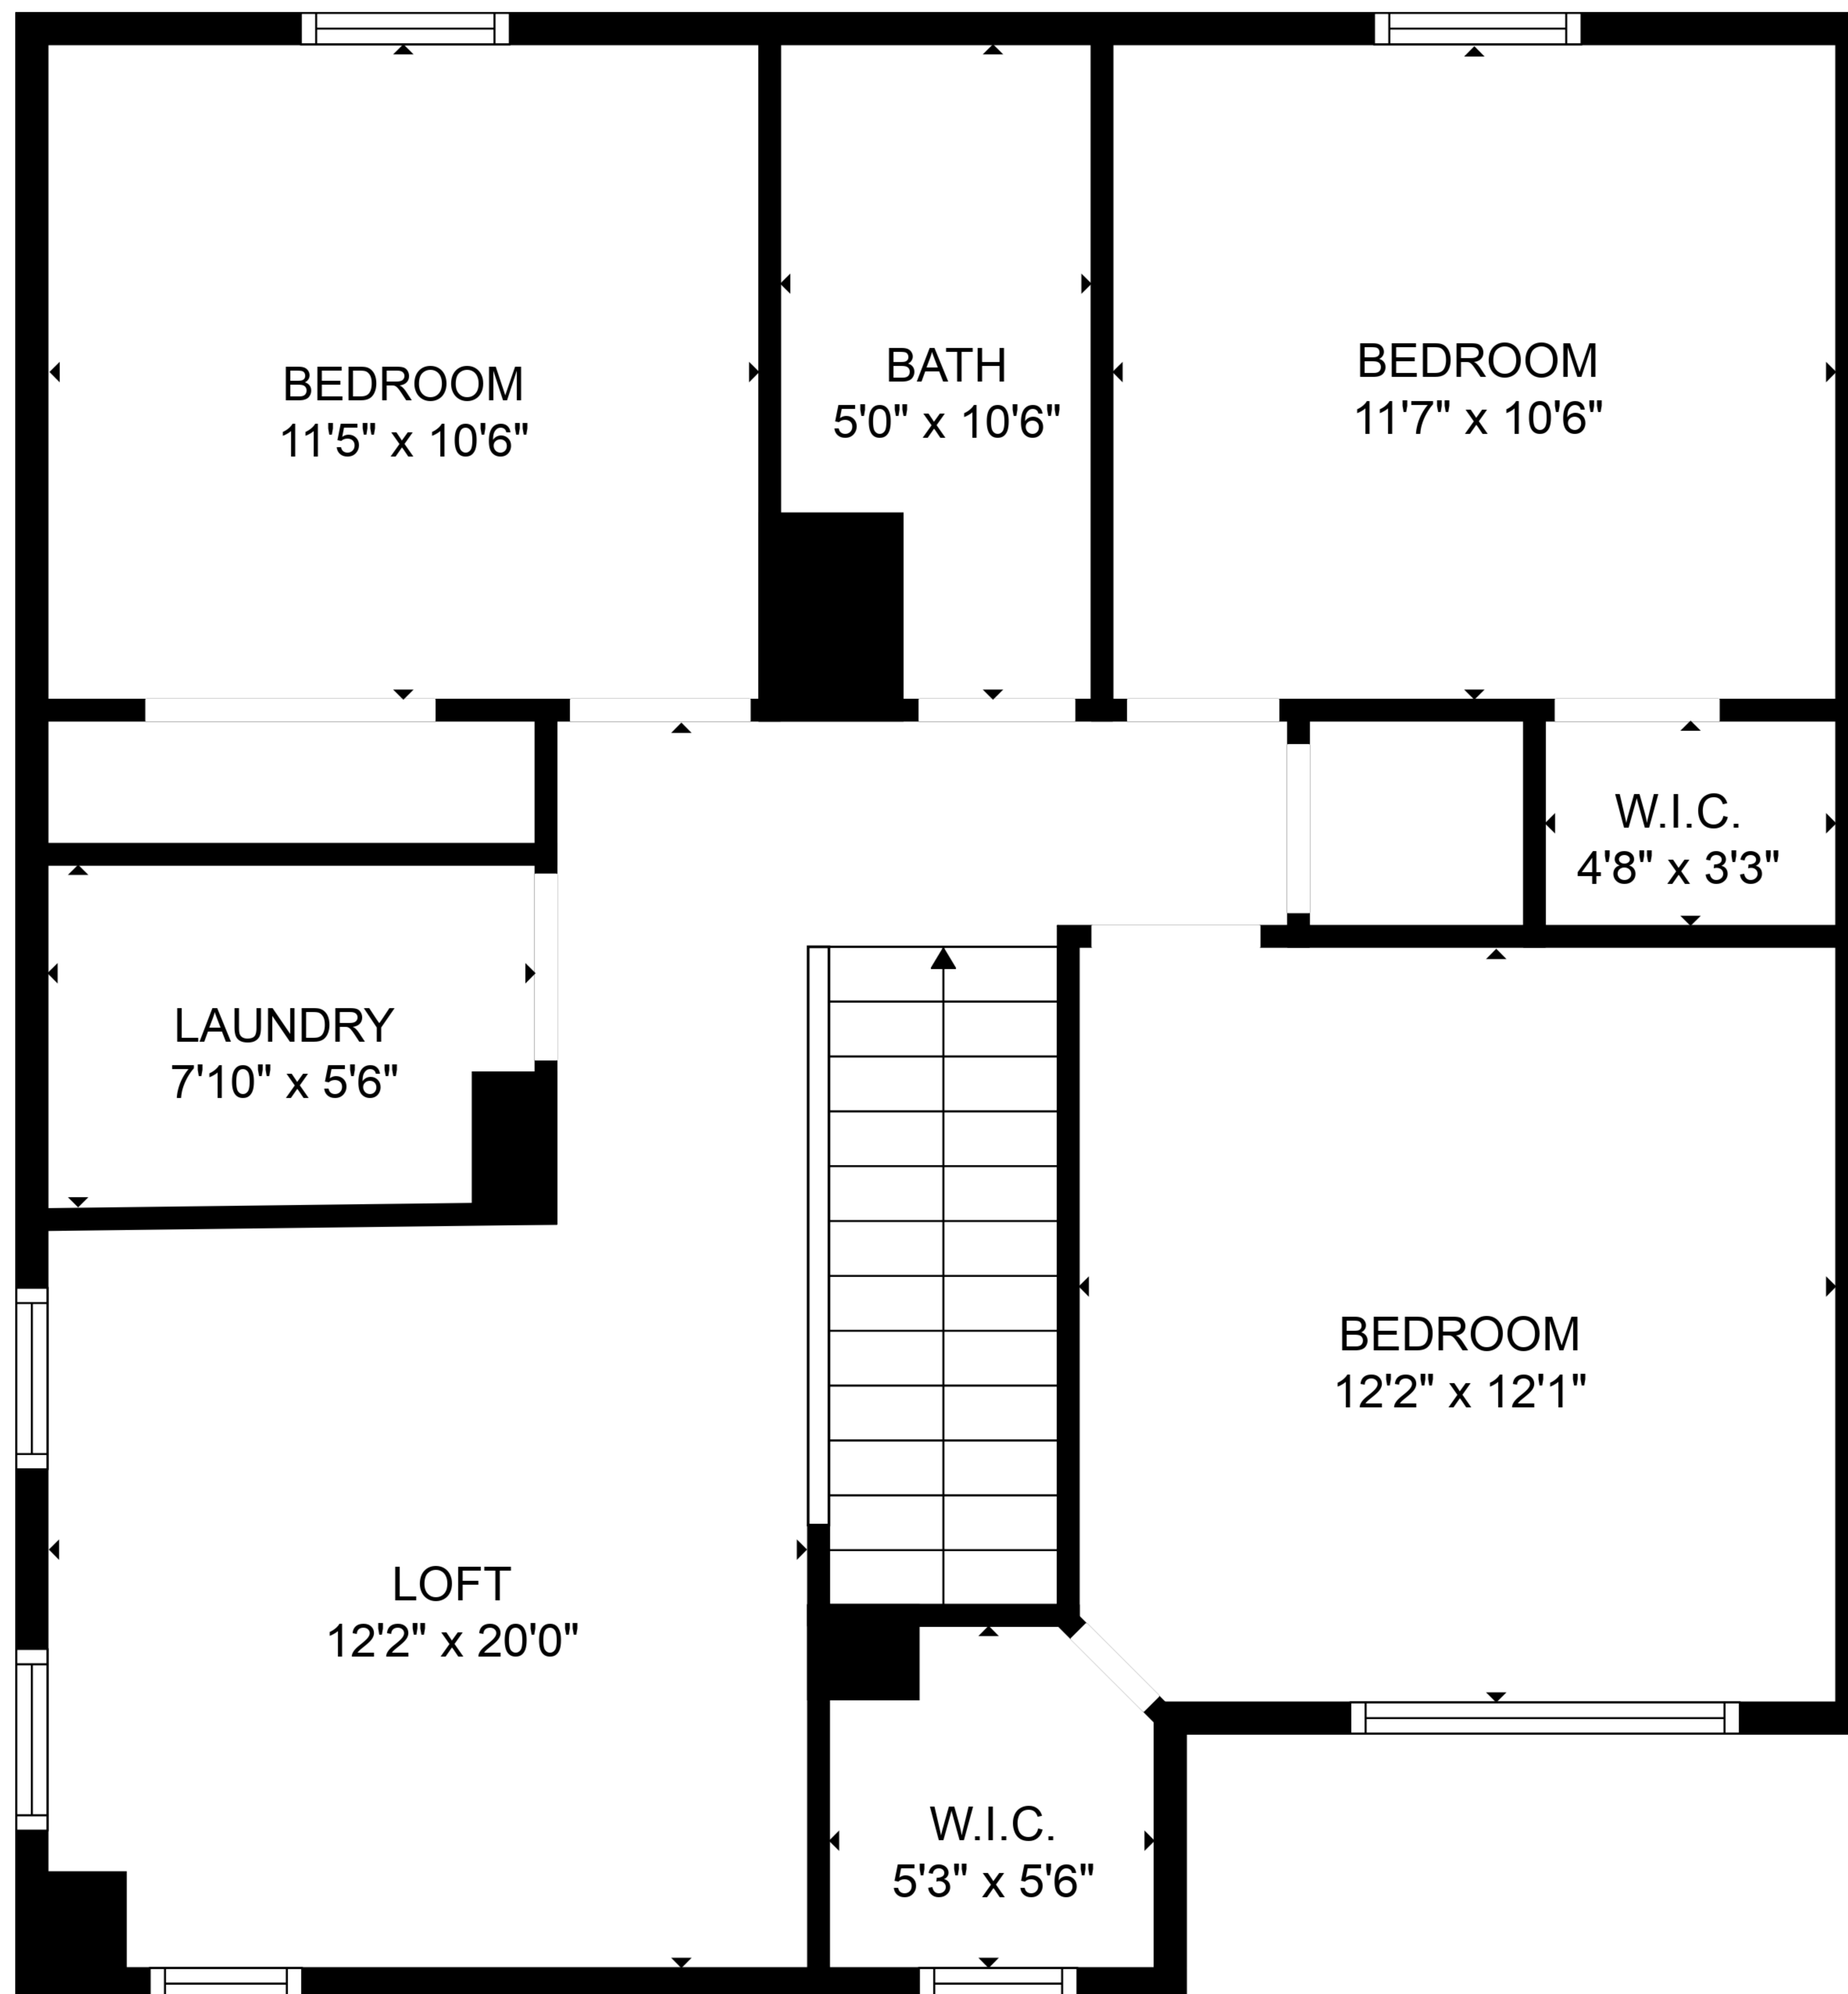 BEDROOM
11'5" x 10'6"
BATH
5'0" x 10'6"
BEDROOM
11'7" x 10'6"
W.I.C.
4'8" x 3'3"
LAUNDRY
7'10" x 5'6"
BEDROOM
12'2" x 12'1"
LOFT
12'2" x 20'0"
W.I.C.
5'3" x 5'6"